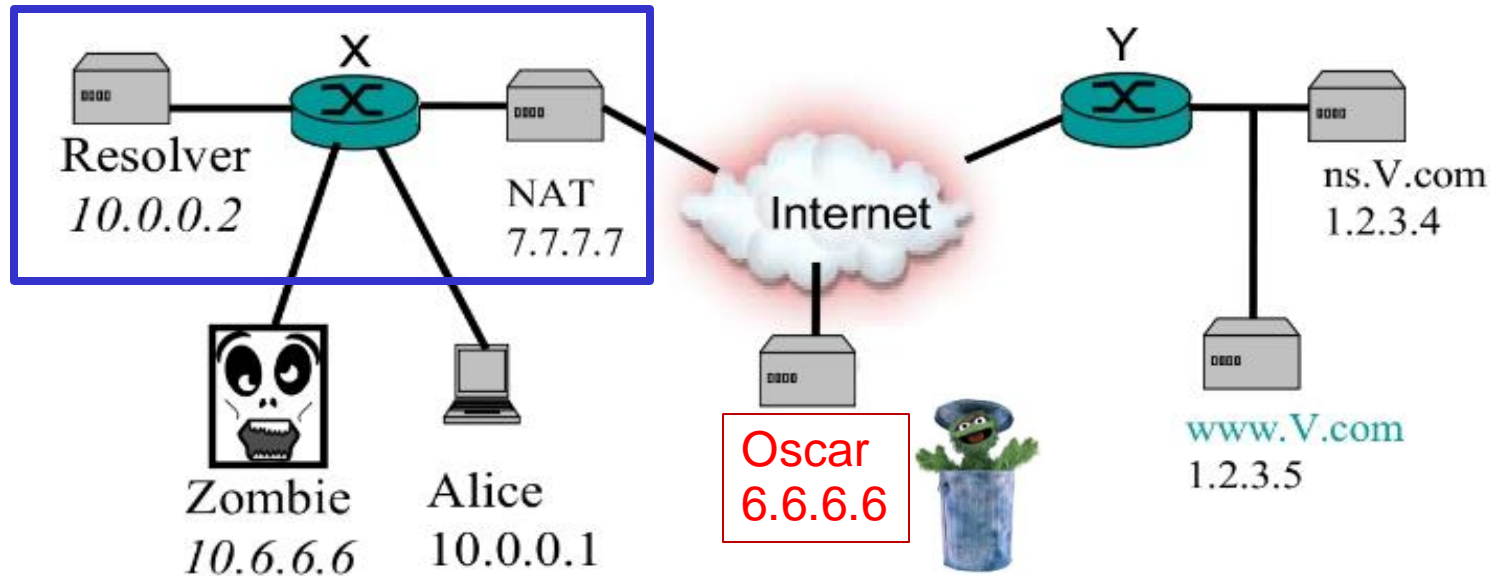 X
Resolver
10.0.0.2
NAT
7.7.7.7
Zombie
10.6.6.6
Alice
10.0.0.1
Internet
Oscar
6.6.6.6
Y
ns.V.com
1.2.3.4
www.V.com
1.2.3.5